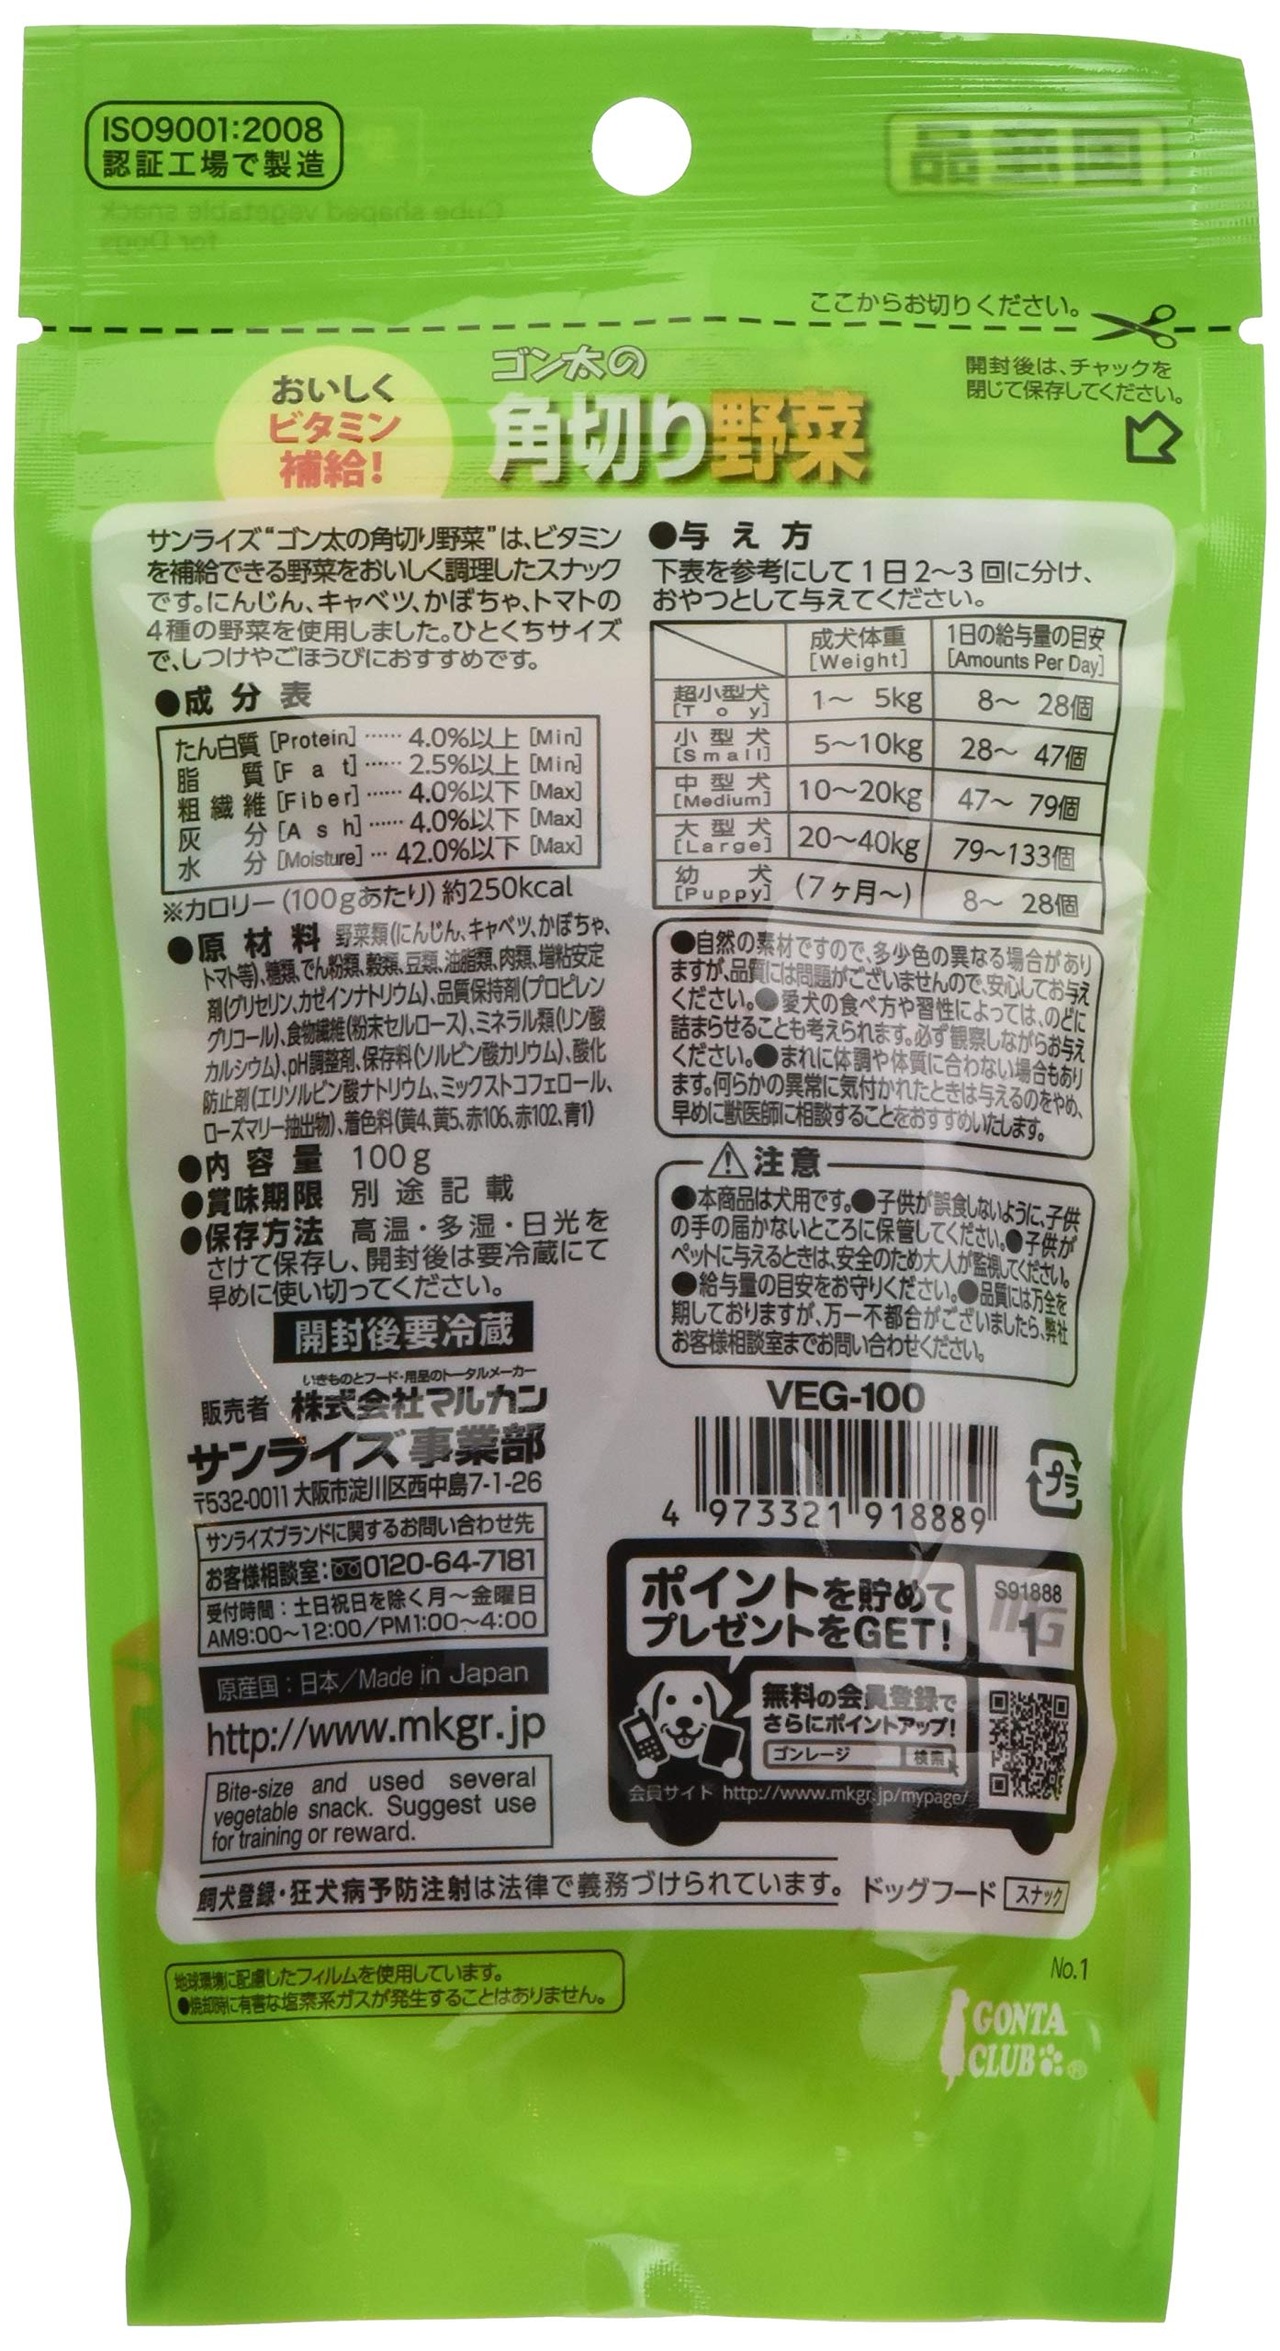 ISO9001:2008
認証工場で製造
ここからお切りください。
開封後は、チャックを
閉じて保存してください。
おいしく
ビタミン
補給!
ゴン太の
角切り野菜
サンライズ“ゴン太の角切り野菜”は、ビタミン
を補給できる野菜をおいしく調理したスナック
です。にんじん、キャベツ、かぼちゃ、トマトの
4種の野菜を使用しました。ひとくちサイズ
で、しつけやごほうびにおすすめです。
●成分表
たん白質 [Protein] …… 4.0%以上 [Min]
脂質 [Fat] …… 2.5%以上 [Min]
粗繊維 [Fiber] …… 4.0%以下 [Max]
灰分 [Ash] …… 4.0%以下 [Max]
水分 [Moisture] … 42.0%以下 [Max]
※カロリー(100gあたり)約250kcal
●原材料 野菜類(にんじん、キャベツ、かぼちゃ、
トマト等)、糖類、でん粉類、穀類、豆類、油脂類、肉類、増粘安定
剤(グリセリン、カゼインナトリウム)、品質保持剤(プロピレン
グリコール)、食物繊維(粉末セルロース)、ミネラル類(リン酸
カルシウム)、pH調整剤、保存料(ソルビン酸カリウム)、酸化
防止剤(エリソルビン酸ナトリウム、ミックストコフェロール、
ローズマリー抽出物)、着色料(黄4、黄5、赤106、赤102、青1)
●内容量 100g
●賞味期限 別途記載
●保存方法 高温・多湿・日光を
さけて保存し、開封後は要冷蔵にて
早めに使い切ってください。
開封後要冷蔵
いきものとフード・用品のトータルメーカー
販売者 株式会社マルカン
サンライズ事業部
〒532-0011 大阪市淀川区西中島7-1-26
サンライズブランドに関するお問い合わせ先
お客様相談室:0120-64-7181
受付時間:土日祝日を除く月~金曜日
AM9:00~12:00/PM1:00~4:00
原産国:日本/Made in Japan
http://www.mkgr.jp
Bite-size and used several
vegetable snack. Suggest use
for training or reward.
●与え方
下表を参考にして1日2~3回に分け、
おやつとして与えてください。
成犬体重 [Weight] 1日の給与量の目安 [Amounts Per Day]
超小型犬 [Toy] 1~ 5kg 8~ 28個
小型犬 [Small] 5~10kg 28~ 47個
中型犬 [Medium] 10~20kg 47~ 79個
大型犬 [Large] 20~40kg 79~133個
幼犬 [Puppy] (7ヶ月~) 8~ 28個
●自然の素材ですので、多少色の異なる場合があり
ますが、品質には問題がございませんので、安心してお与え
ください。●愛犬の食べ方や習性によっては、のどに
詰まらせることも考えられます。必ず観察しながらお与え
ください。●まれに体調や体質に合わない場合もあり
ます。何らかの異常に気付かれたときは与えるのをやめ、
早めに獣医師に相談することをおすすめいたします。
注意
●本商品は犬用です。●子供が誤食しないように、子供
の手の届かないところに保管してください。●子供が
ペットに与えるときは、安全のため大人が監視してください。
●給与量の目安をお守りください。●品質には万全を
期しておりますが、万一不都合がございましたら、弊社
お客様相談室までお問い合わせください。
VEG-100
4 973321 918889
プラ
ポイントを貯めて
プレゼントをGET!
S91888
1
無料の会員登録で
さらにポイントアップ!
ゴンレージ 検索
会員サイト http://www.mkgr.jp/mypage/
飼犬登録・狂犬病予防注射は法律で義務づけられています。 ドッグフード スナック
地球環境に配慮したフィルムを使用しています。
●焼却時に有害な塩素系ガスが発生することはありません。
No.1
GONTA
CLUB